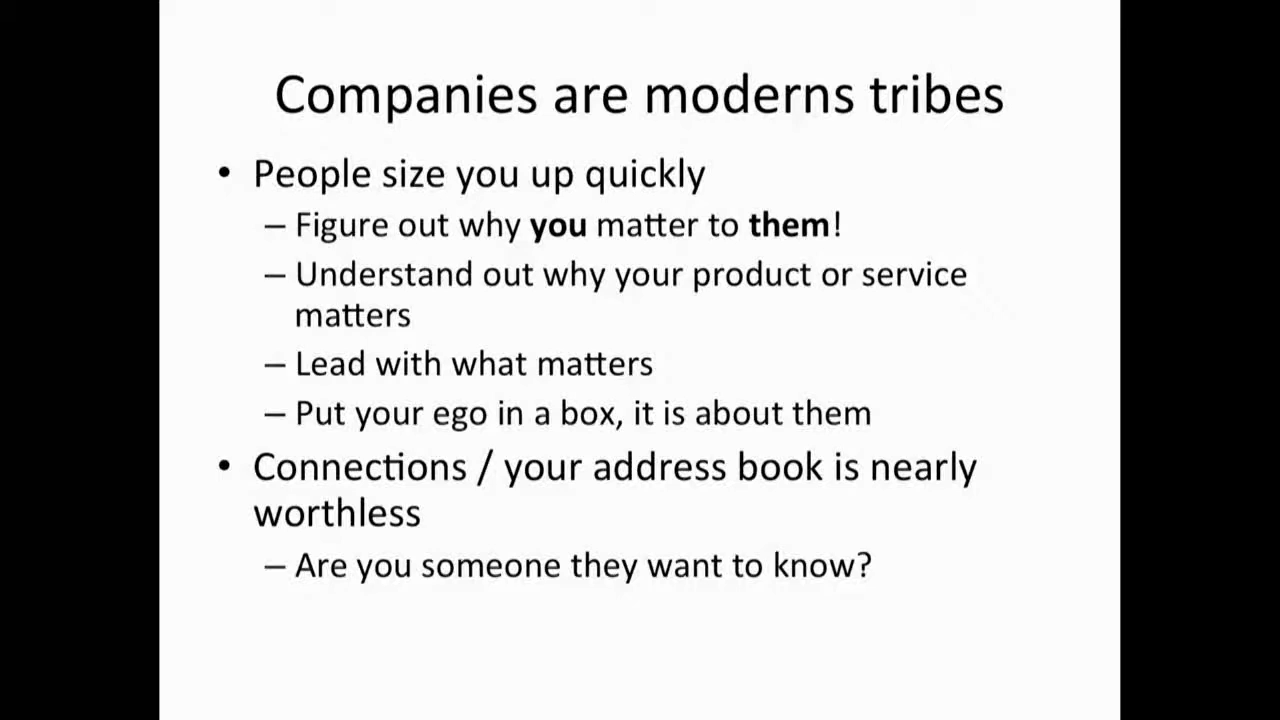 Companies are moderns tribes
• People size you up quickly
– Figure out why you matter to them!
– Understand out why your product or service
matters
– Lead with what matters
– Put your ego in a box, it is about them
• Connections / your address book is nearly
worthless
– Are you someone they want to know?